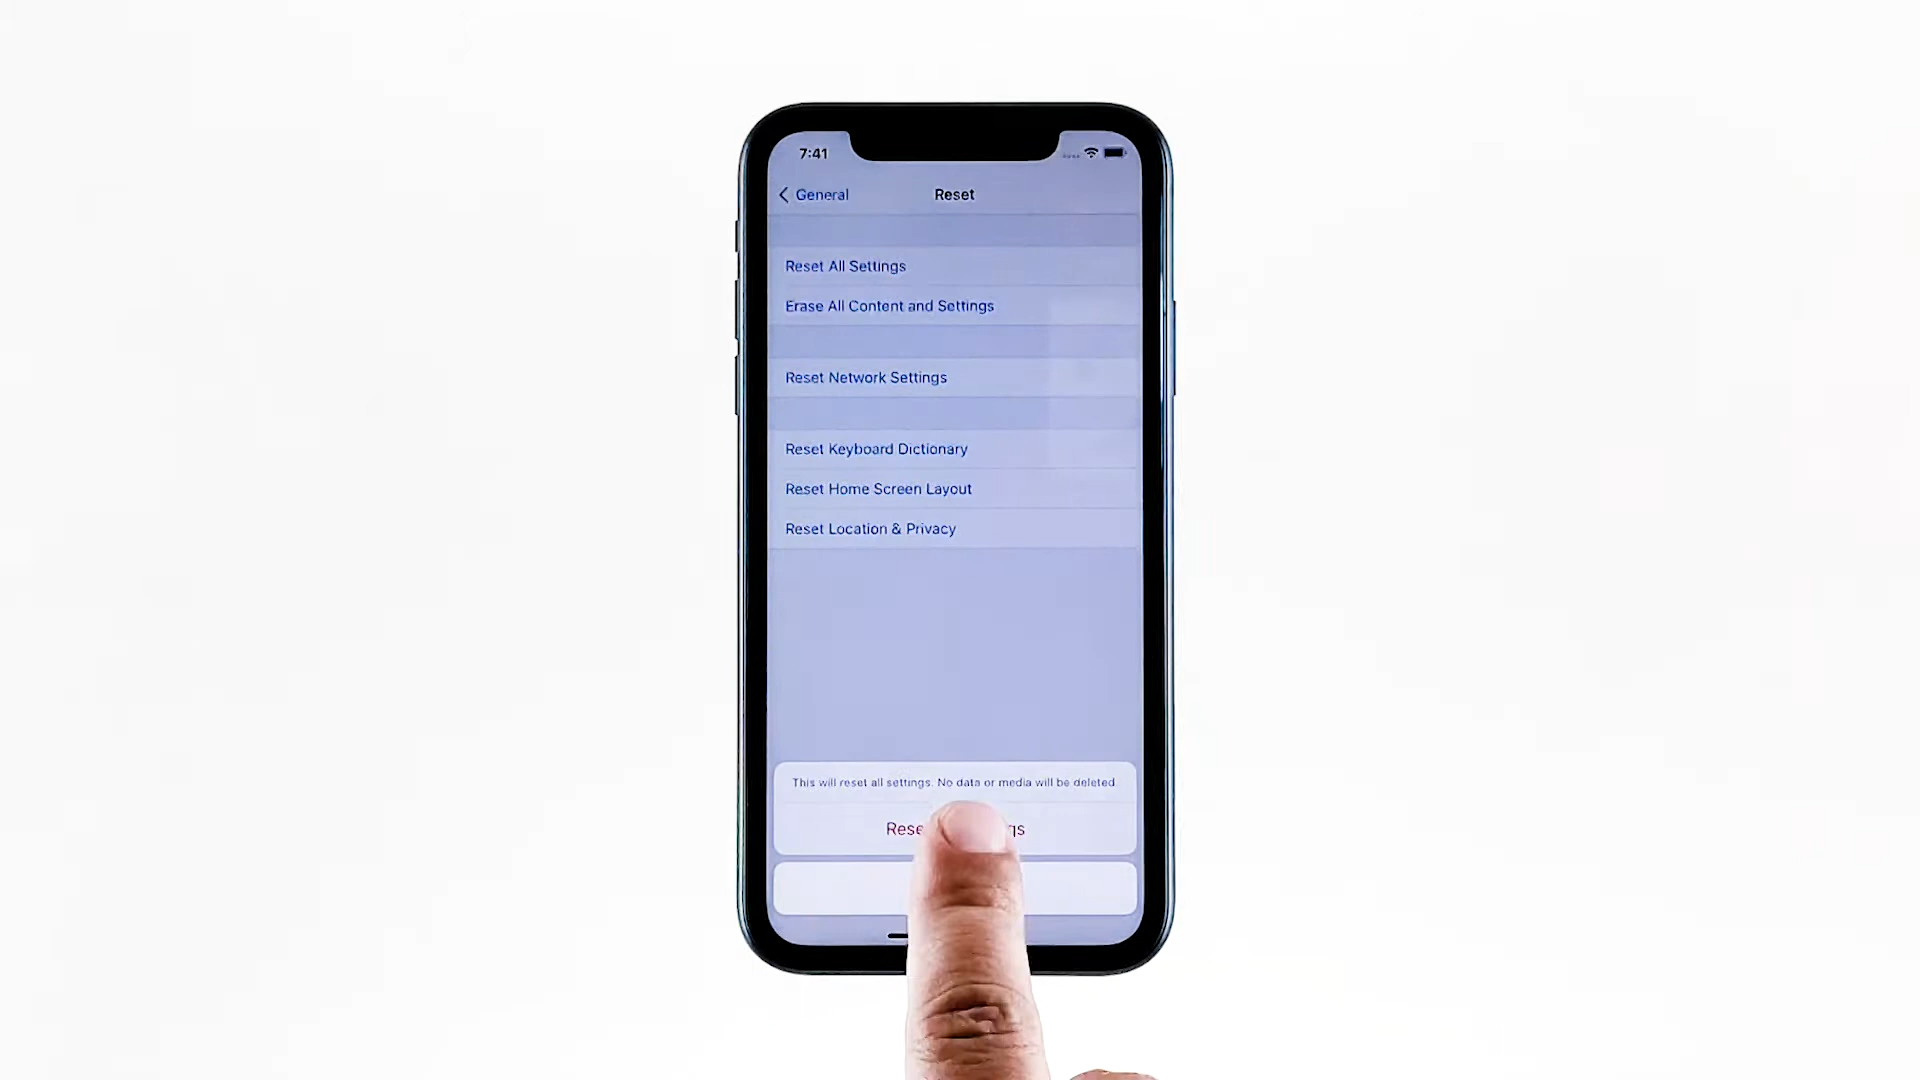 7:41
General
Reset
Reset All Settings
Erase All Content and Settings
Reset Network Settings
Reset Keyboard Dictionary
Reset Home Screen Layout
Reset Location & Privacy
This will reset all settings. No data or media will be deleted.